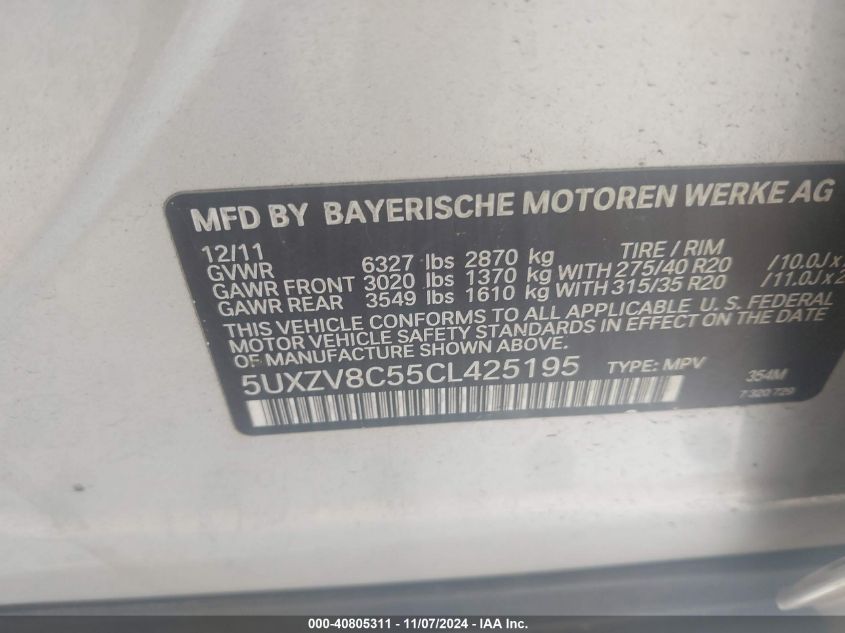 MFD BY BAYERISCHE MOTOREN WERKE AG
12/11 TIRE / RIM
GVWR 6327 lbs 2870 kg
GAWR FRONT 3020 lbs 1370 kg WITH 275/40 R20 /10.0J x
GAWR REAR 3549 lbs 1610 kg WITH 315/35 R20 /11.0J x 2
THIS VEHICLE CONFORMS TO ALL APPLICABLE U. S. FEDERAL
MOTOR VEHICLE SAFETY STANDARDS IN EFFECT ON THE DATE
OF MANUFACTURE SHOWN ABOVE.
5UXZV8C55CL425195 TYPE: MPV 354M
7 320 729
000-40805311 - 11/07/2024 - IAA, Inc.